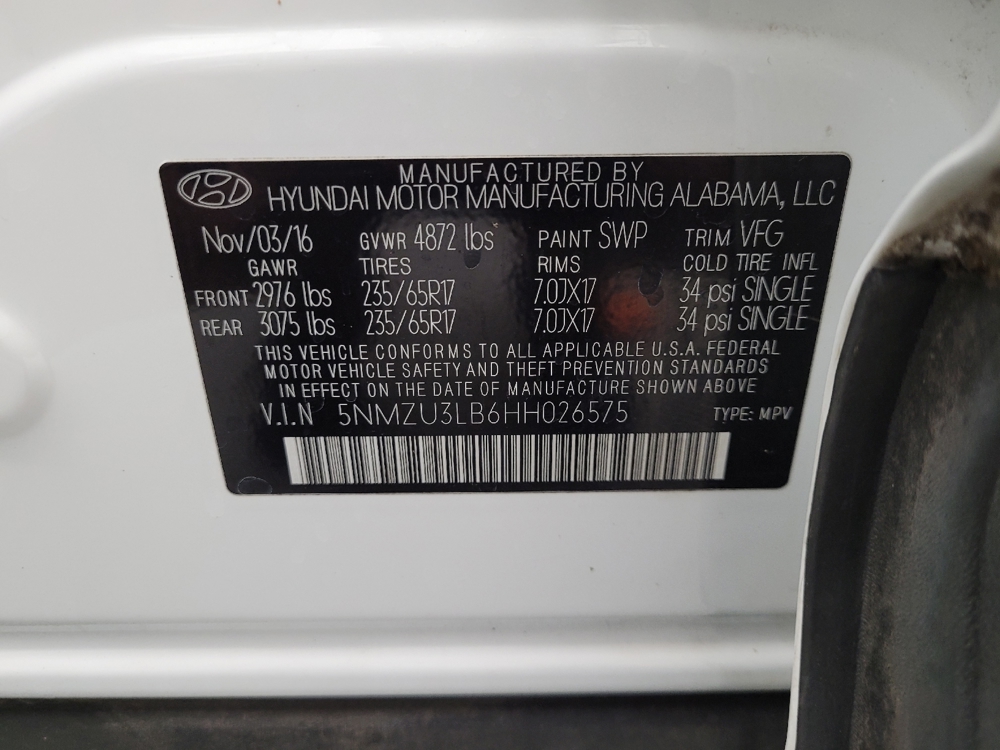 MANUFACTURED BY
HYUNDAI MOTOR MANUFACTURING ALABAMA, LLC
Nov/03/16 GVWR 4872 lbs PAINT SWP TRIM VFG
GAWR TIRES RIMS COLD TIRE INFL
FRONT 2976 lbs 235/65R17 7.0JX17 34 psi SINGLE
REAR 3075 lbs 235/65R17 7.0JX17 34 psi SINGLE
THIS VEHICLE CONFORMS TO ALL APPLICABLE U.S.A. FEDERAL
MOTOR VEHICLE SAFETY AND THEFT PREVENTION STANDARDS
IN EFFECT ON THE DATE OF MANUFACTURE SHOWN ABOVE
V.I.N 5NMZU3LB6HH026575 TYPE: MPV